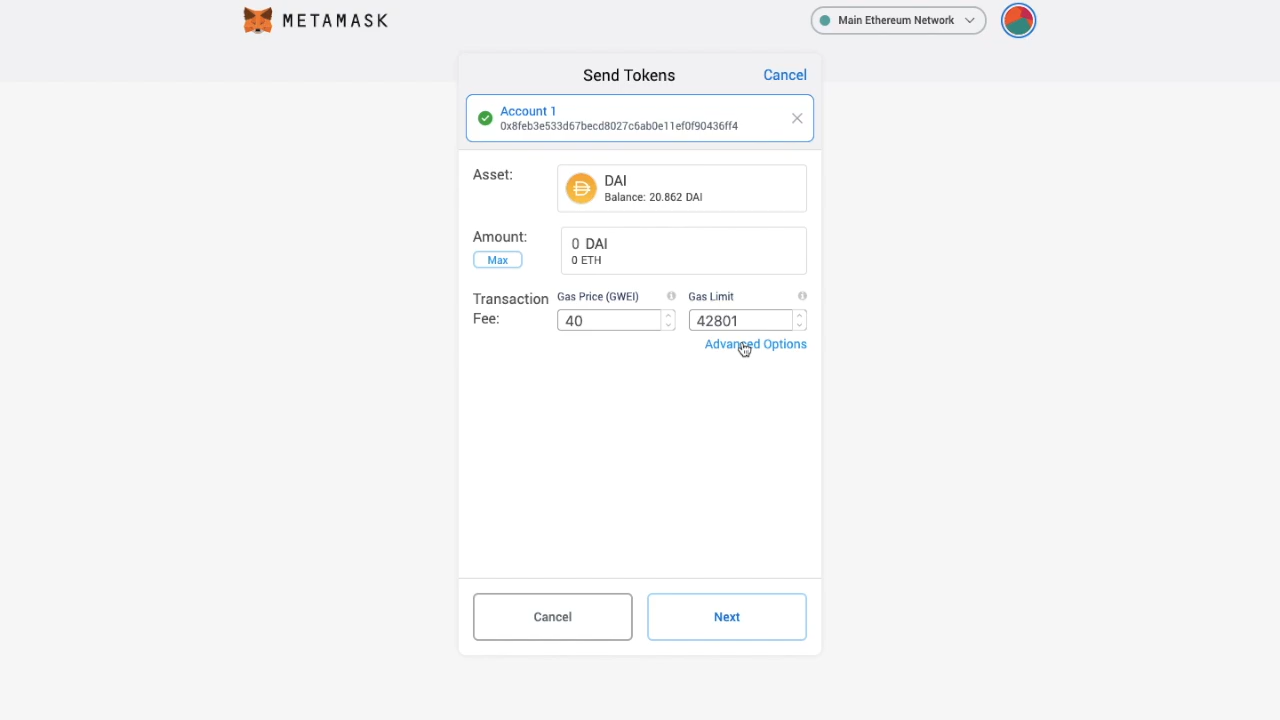 METAMASK
Main Ethereum Network
Send Tokens
Cancel
Account 1
0x8feb3e533d67becd8027c6ab0e11ef0f90436ff4
Asset:
DAI
Balance: 20.862 DAI
Amount:
Max
0 DAI
0 ETH
Transaction
Fee:
Gas Price (GWEI)
Gas Limit
40
42801
Advanced Options
Cancel
Next